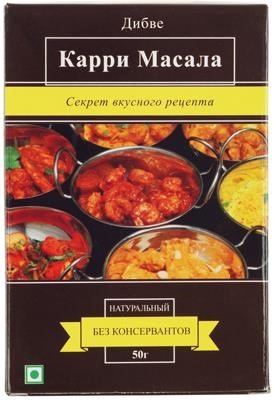 Дибве
Карри Масала
Секрет вкусного рецепта
НАТУРАЛЬНЫЙ
БЕЗ КОНСЕРВАНТОВ
50г